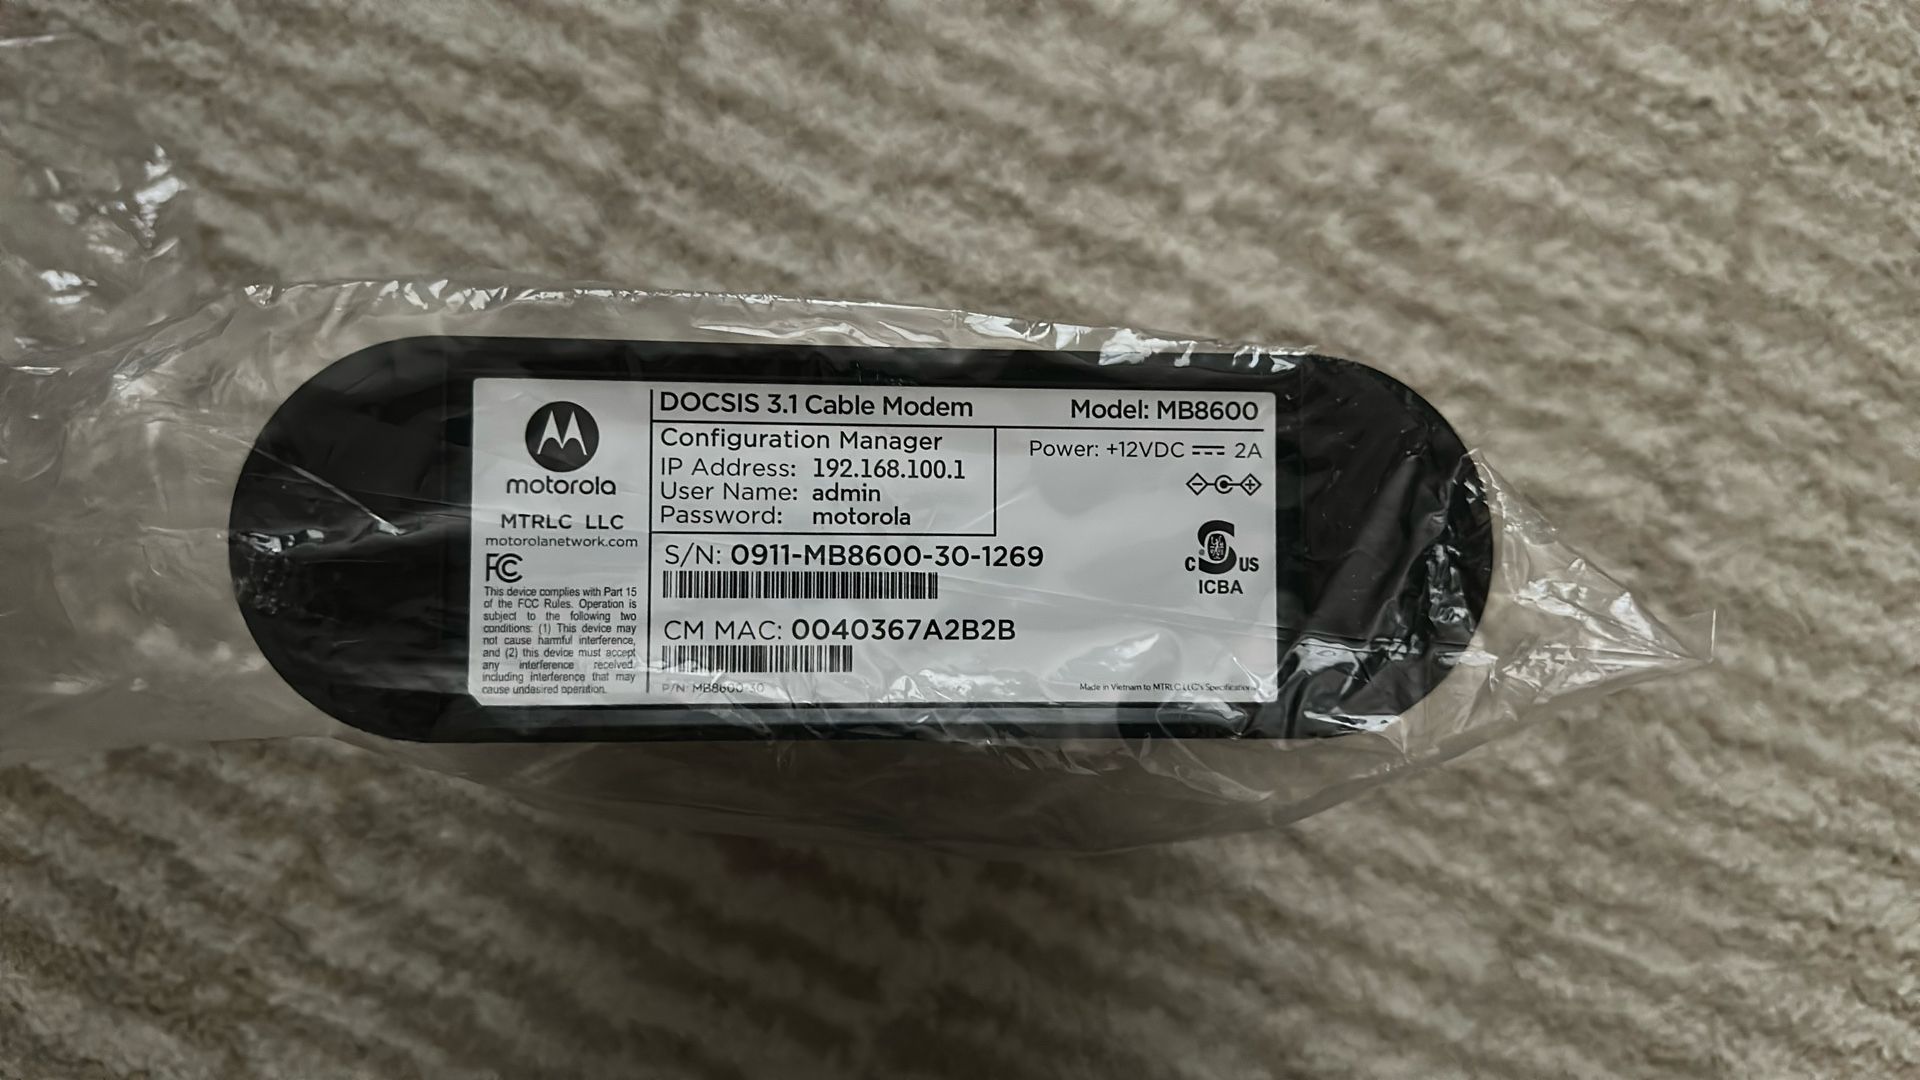 motorola
MTRLC LLC
motorolanetwork.com
FC
This device complies with Part 15
of the FCC Rules. Operation is
subject to the following two
conditions: (1) This device may
not cause harmful interference,
and (2) this device must accept
any interference received,
including interference that may
cause undasired operation.
DOCSIS 3.1 Cable Modem
Model: MB8600
Configuration Manager
IP Address: 192.168.100.1
User Name: admin
Password: motorola
Power: +12VDC 2A
S/N: 0911-MB8600-30-1269
CM MAC: 0040367A2B2B
P/N: MB8600-30
C US
ICBA
Made in Vietnam to MTRLC LLC's Specifications